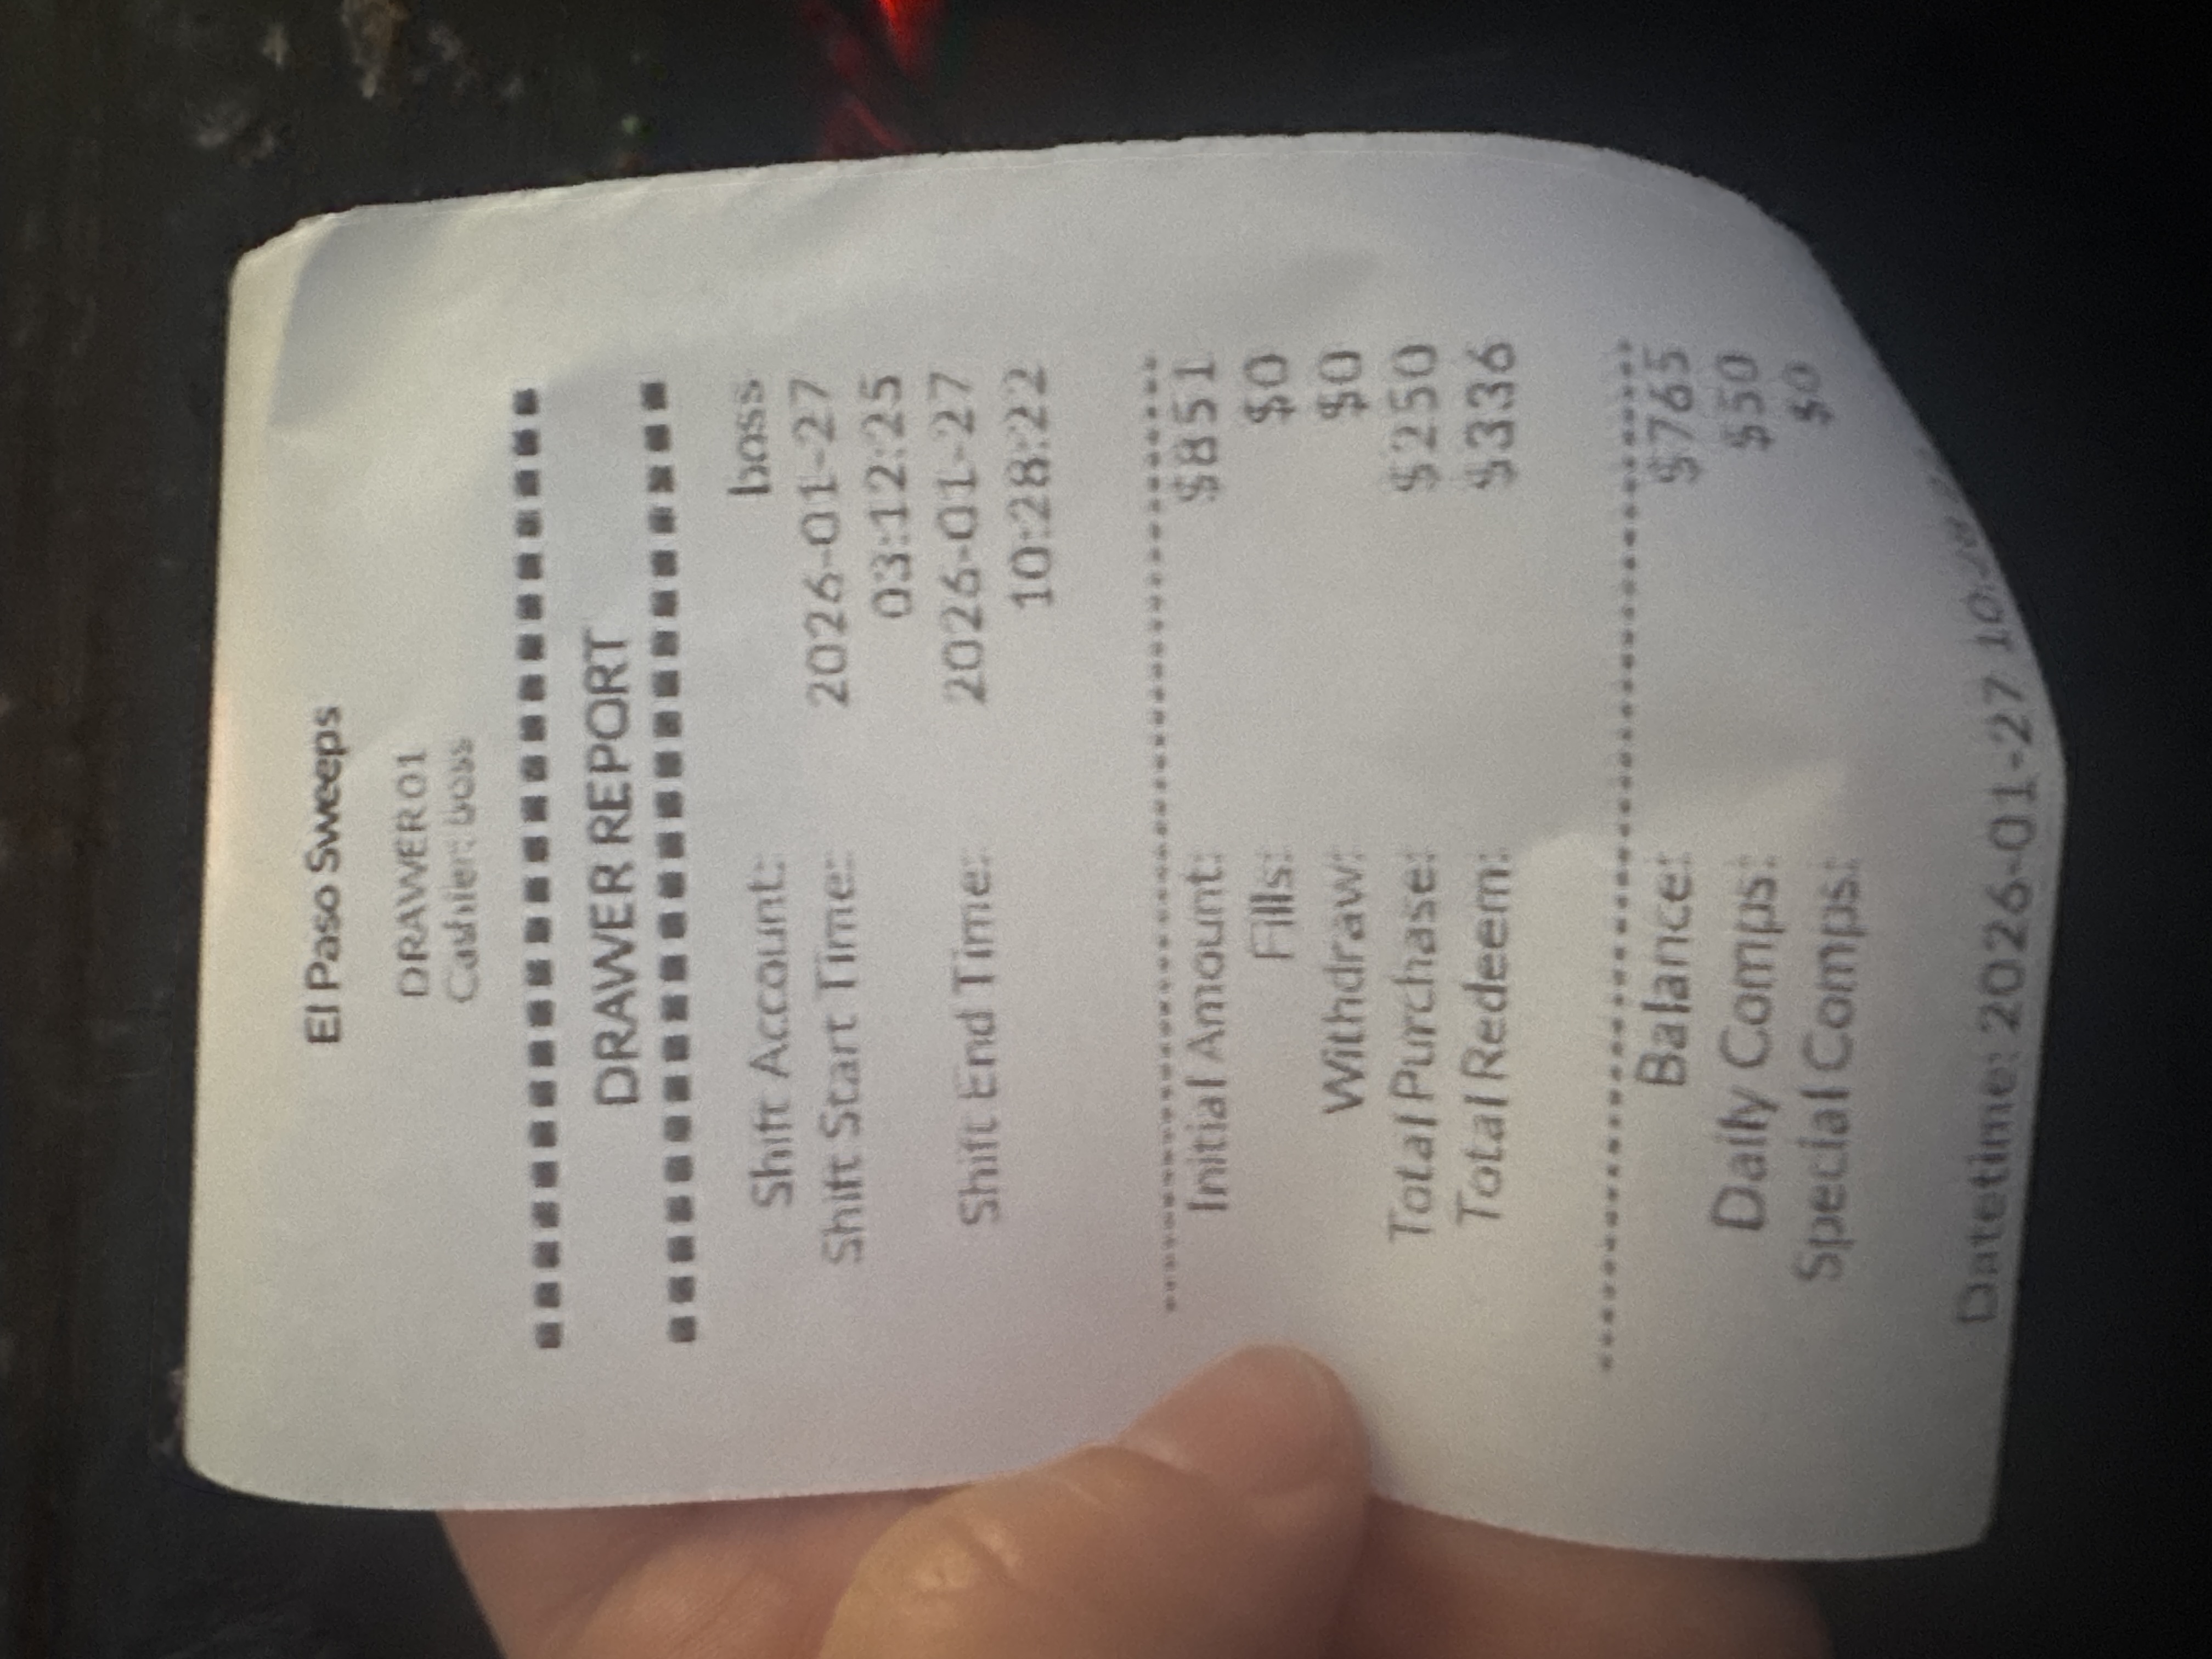 El Paso Sweeps
DRAWER01
Cashier: boss
DRAWER REPORT
Shift Account: boss
Shift Start Time: 2026-01-27
03:12:25
Shift End Time: 2026-01-27
10:28:22
Initial Amount: $851
Fills: $0
Withdraw: $0
Total Purchase: $250
Total Redeem: $336
Balance: $765
Daily Comps: $50
Special Comps: $0
Datetime: 2026-01-27